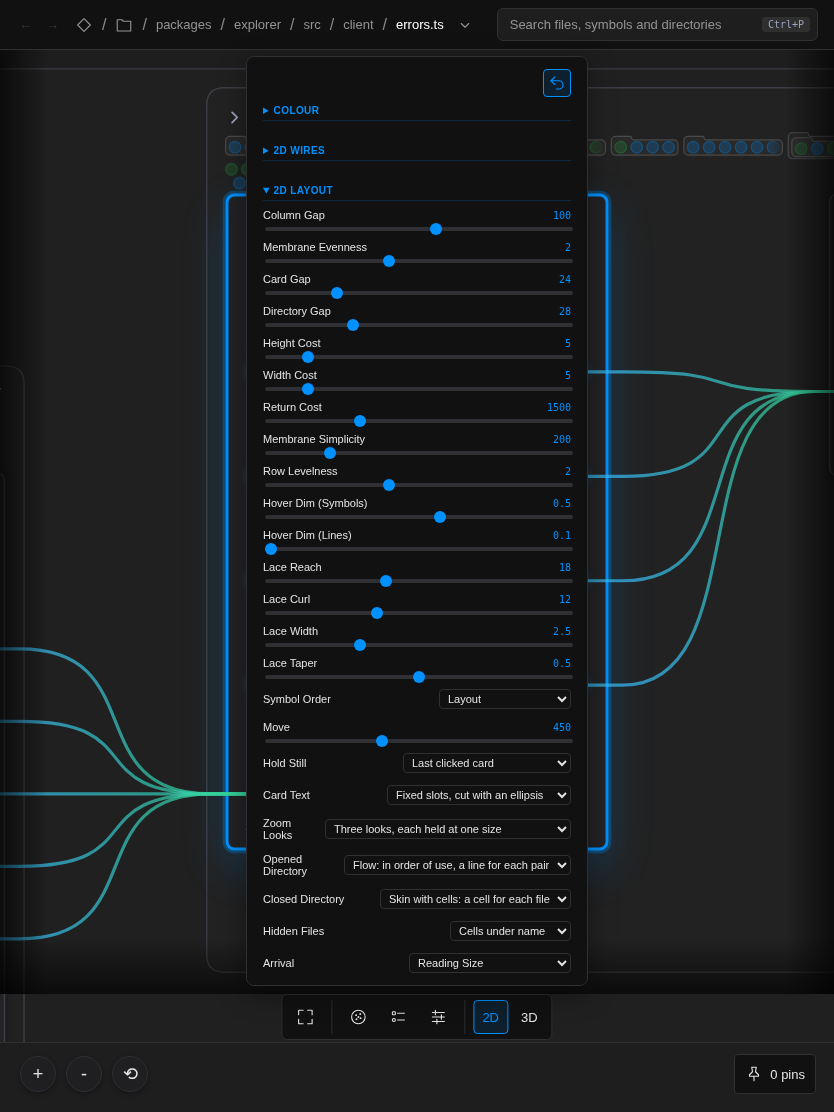 / / packages / explorer / src / client / errors.ts
Search files, symbols and directories Ctrl+P
COLOUR
2D WIRES
2D LAYOUT
Column Gap 100
Membrane Evenness 2
Card Gap 24
Directory Gap 28
Height Cost 5
Width Cost 5
Return Cost 1500
Membrane Simplicity 200
Row Levelness 2
Hover Dim (Symbols) 0.5
Hover Dim (Lines) 0.1
Lace Reach 18
Lace Curl 12
Lace Width 2.5
Lace Taper 0.5
Symbol Order Layout
Move 450
Hold Still Last clicked card
Card Text Fixed slots, cut with an ellipsis
Zoom Looks Three looks, each held at one size
Opened Directory Flow: in order of use, a line for each pair
Closed Directory Skin with cells: a cell for each file
Hidden Files Cells under name
Arrival Reading Size
2D 3D
+ - 0 pins